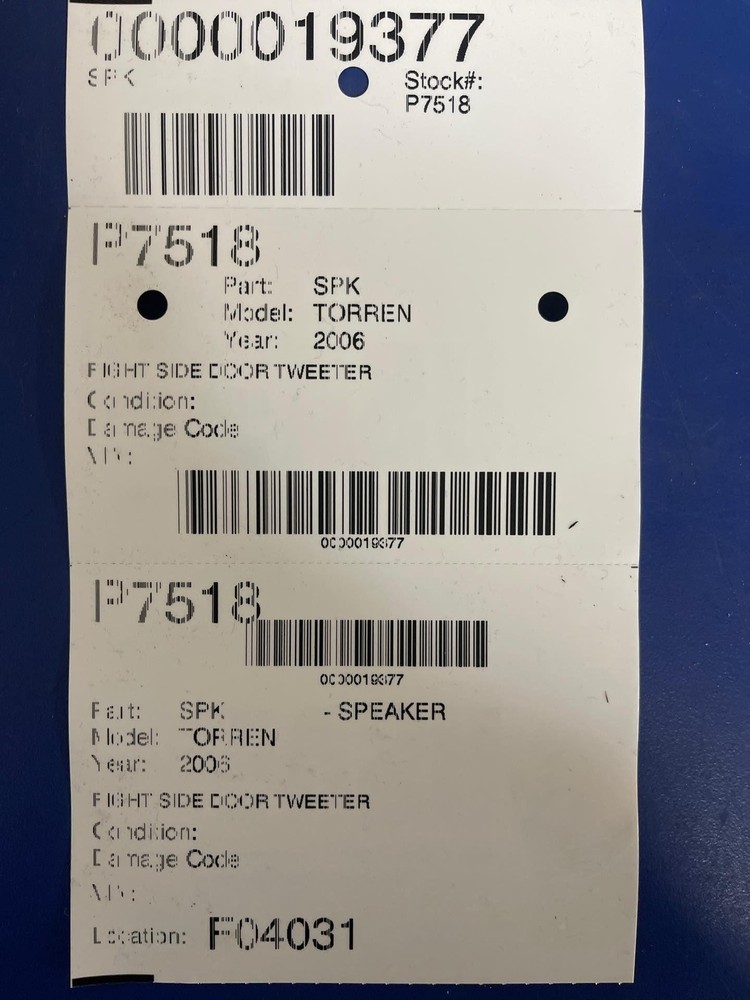 0000019377
SPK
Stock#:
P7518
P7518
Part: SPK
Model: TORREN
Year: 2006
RIGHT SIDE DOOR TWEETER
Condition:
Damage Code
VIN:
0000019377
P7518
0000019377
Part: SPK - SPEAKER
Model: TORREN
Year: 2006
RIGHT SIDE DOOR TWEETER
Condition:
Damage Code
VIN:
Location: F04031